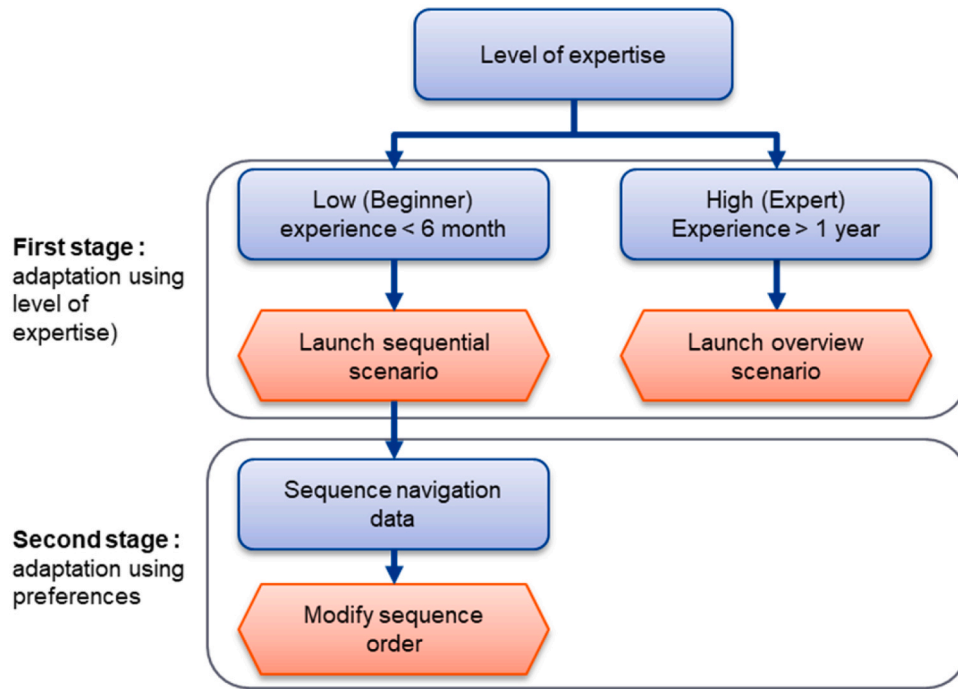 Level of expertise
Low (Beginner)
experience < 6 month
High (Expert)
Experience > 1 year
First stage :
adaptation using
level of
expertise)
Launch sequential
scenario
Launch overview
scenario
Sequence navigation
data
Second stage :
adaptation using
preferences
Modify sequence
order